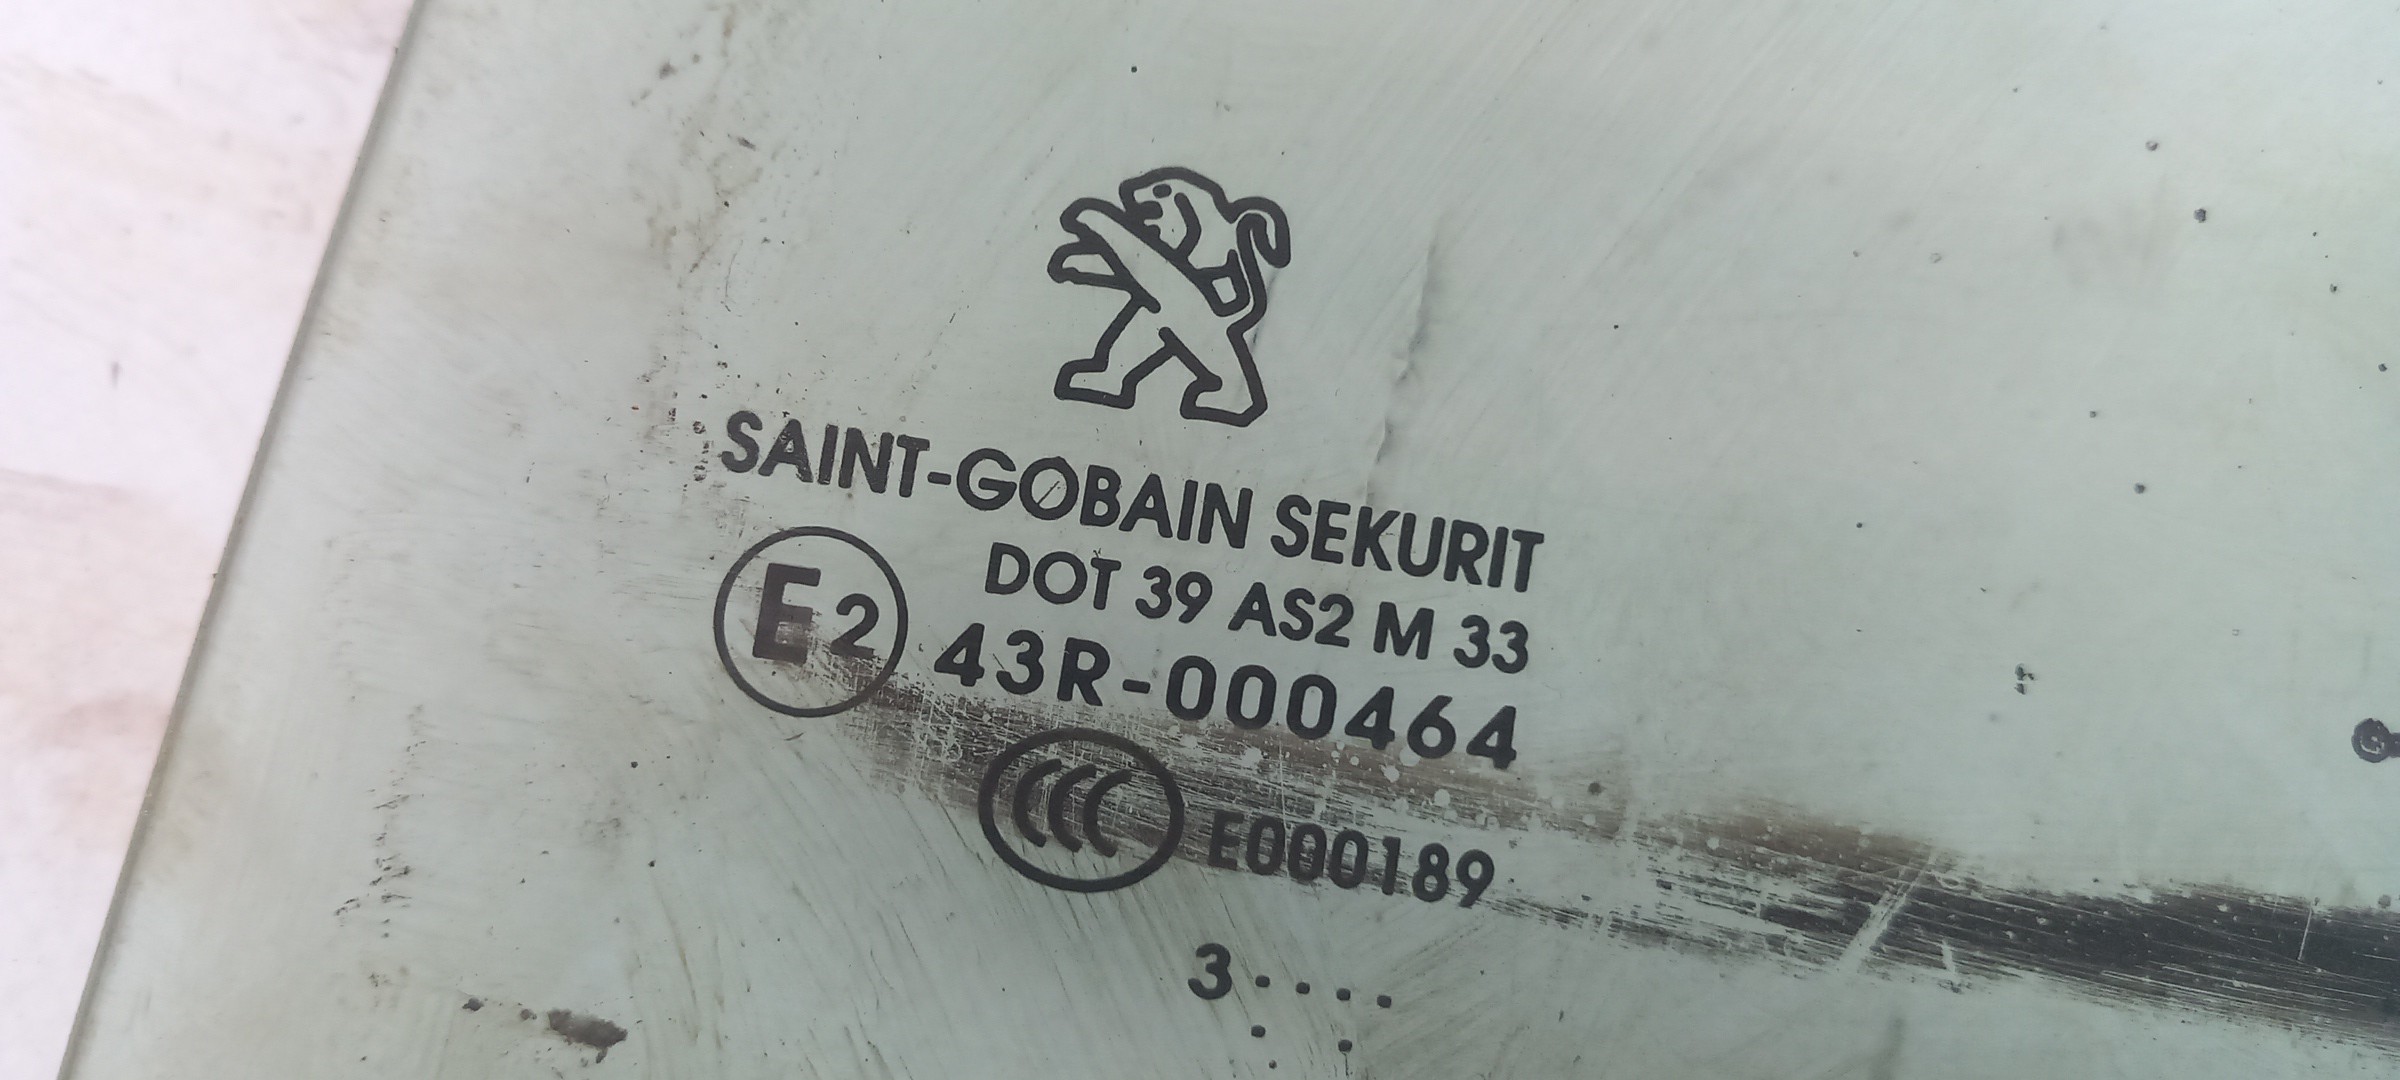 SAINT-GOBAIN SEKURIT
DOT 39 AS2 M 33
E2 43R-000464
CCC E000189
3....